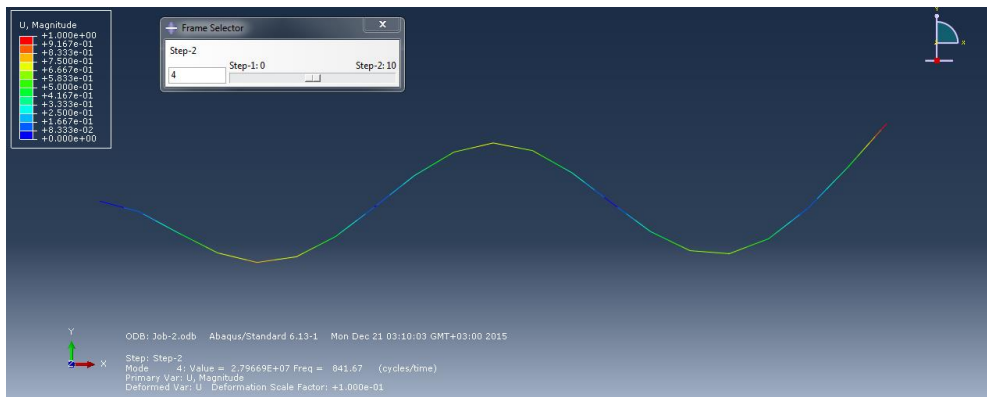 U, Magnitude
+1.000e+00
+9.167e-01
+8.333e-01
+7.500e-01
+6.667e-01
+5.833e-01
+5.000e-01
+4.167e-01
+3.333e-01
+2.500e-01
+1.667e-01
+8.333e-02
+0.000e+00
Frame Selector x
Step-2
Step-1: 0 Step-2: 10
4
Y
X
Y
X
ODB: Job-2.odb Abaqus/Standard 6.13-1 Mon Dec 21 03:10:03 GMT+03:00 2015
Step: Step-2
Mode 4: Value = 2.79669E+07 Freq = 841.67 (cycles/time)
Primary Var: U, Magnitude
Deformed Var: U Deformation Scale Factor: +1.000e-01